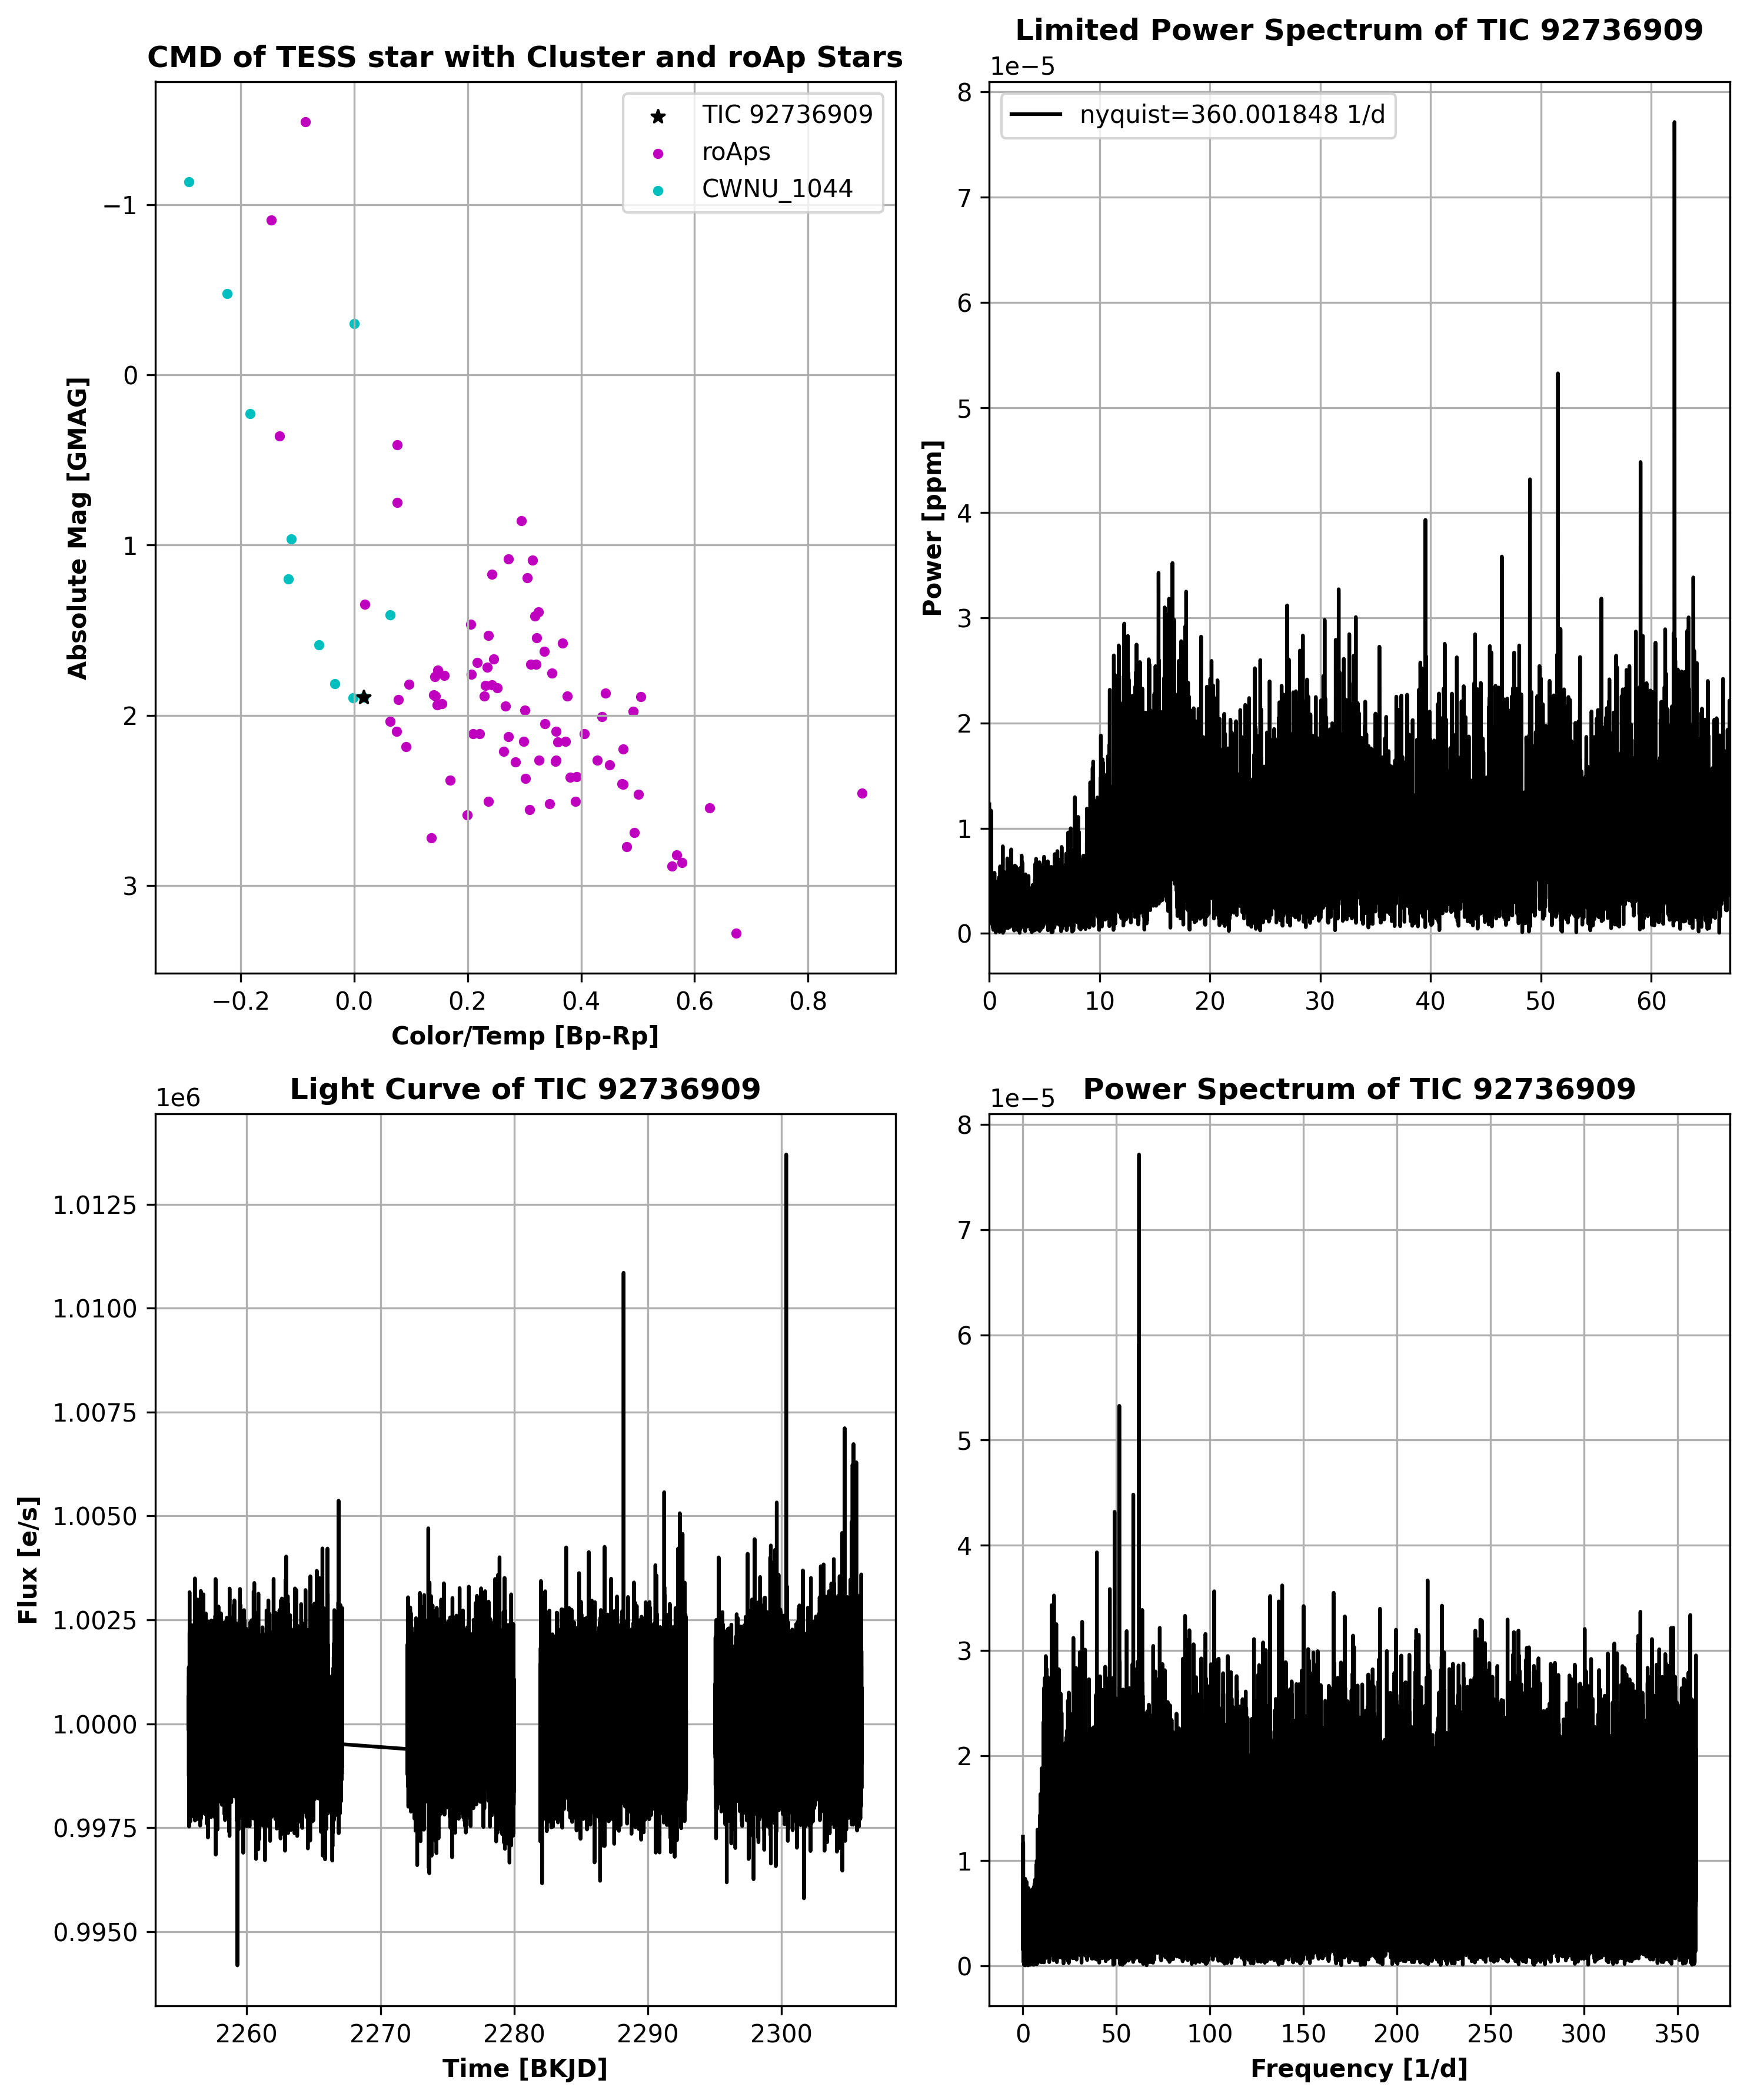 CMD of TESS star with Cluster and roAp Stars
TIC 92736909
roAps
CWNU_1044
−1
0
1
2
3
Absolute Mag [GMAG]
−0.2 0.0 0.2 0.4 0.6 0.8
Color/Temp [Bp-Rp]
Limited Power Spectrum of TIC 92736909
1e−5
nyquist=360.001848 1/d
8
7
6
5
4
3
2
1
0
Power [ppm]
0 10 20 30 40 50 60
Light Curve of TIC 92736909
1e6
1.0125
1.0100
1.0075
1.0050
1.0025
1.0000
0.9975
0.9950
Flux [e/s]
2260 2270 2280 2290 2300
Time [BKJD]
Power Spectrum of TIC 92736909
1e−5
8
7
6
5
4
3
2
1
0
0 50 100 150 200 250 300 350
Frequency [1/d]